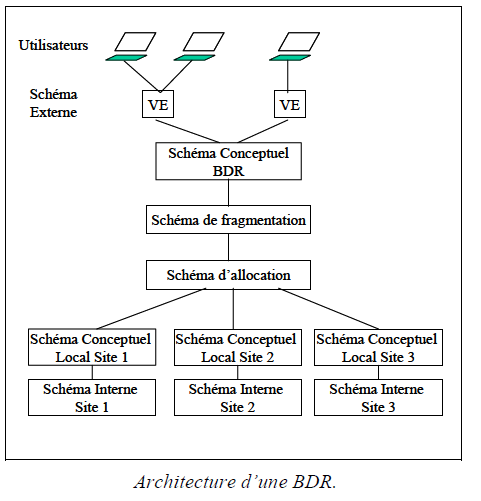 Utilisateurs
Schéma
Externe
VE
VE
Schéma Conceptuel
BDR
Schéma de fragmentation
Schéma d'allocation
Schéma Conceptuel
Local Site 1
Schéma Conceptuel
Local Site 2
Schéma Conceptuel
Local Site 3
Schéma Interne
Site 1
Schéma Interne
Site 2
Schéma Interne
Site 3
Architecture d'une BDR.